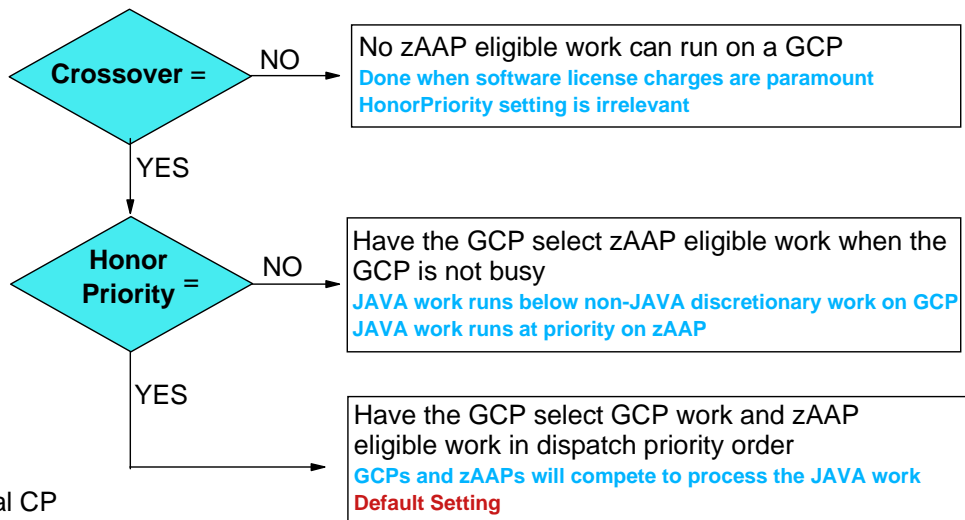 Crossover =
NO
No zAAP eligible work can run on a GCP
Done when software license charges are paramount
HonorPriority setting is irrelevant
YES
Honor
Priority =
NO
Have the GCP select zAAP eligible work when the
GCP is not busy
JAVA work runs below non-JAVA discretionary work on GCP
JAVA work runs at priority on zAAP
YES
Have the GCP select GCP work and zAAP
eligible work in dispatch priority order
GCPs and zAAPs will compete to process the JAVA work
Default Setting
al CP